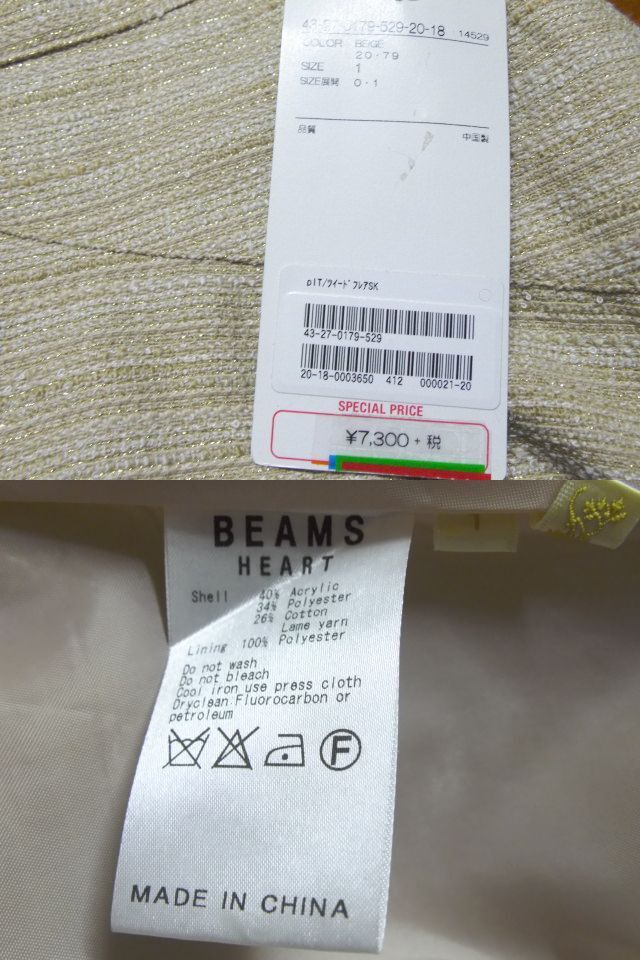 43-27-0179-529-20-18 14529
COLOR BEIGE
20・79
SIZE 1
SIZE展開 0・1
品質 中国製
pIT/ツイードフレアSK
43-27-0179-529
20-18-0003650 412 000021-20
SPECIAL PRICE
¥7,300+税
BEAMS
HEART
Shell 40% Acrylic
34% Polyester
26% Cotton
Lame yarn
Lining 100% Polyester
Do not wash
Do not bleach
Cool iron use press cloth
Dryclean Fluorocarbon or
petroleum
F
MADE IN CHINA
1